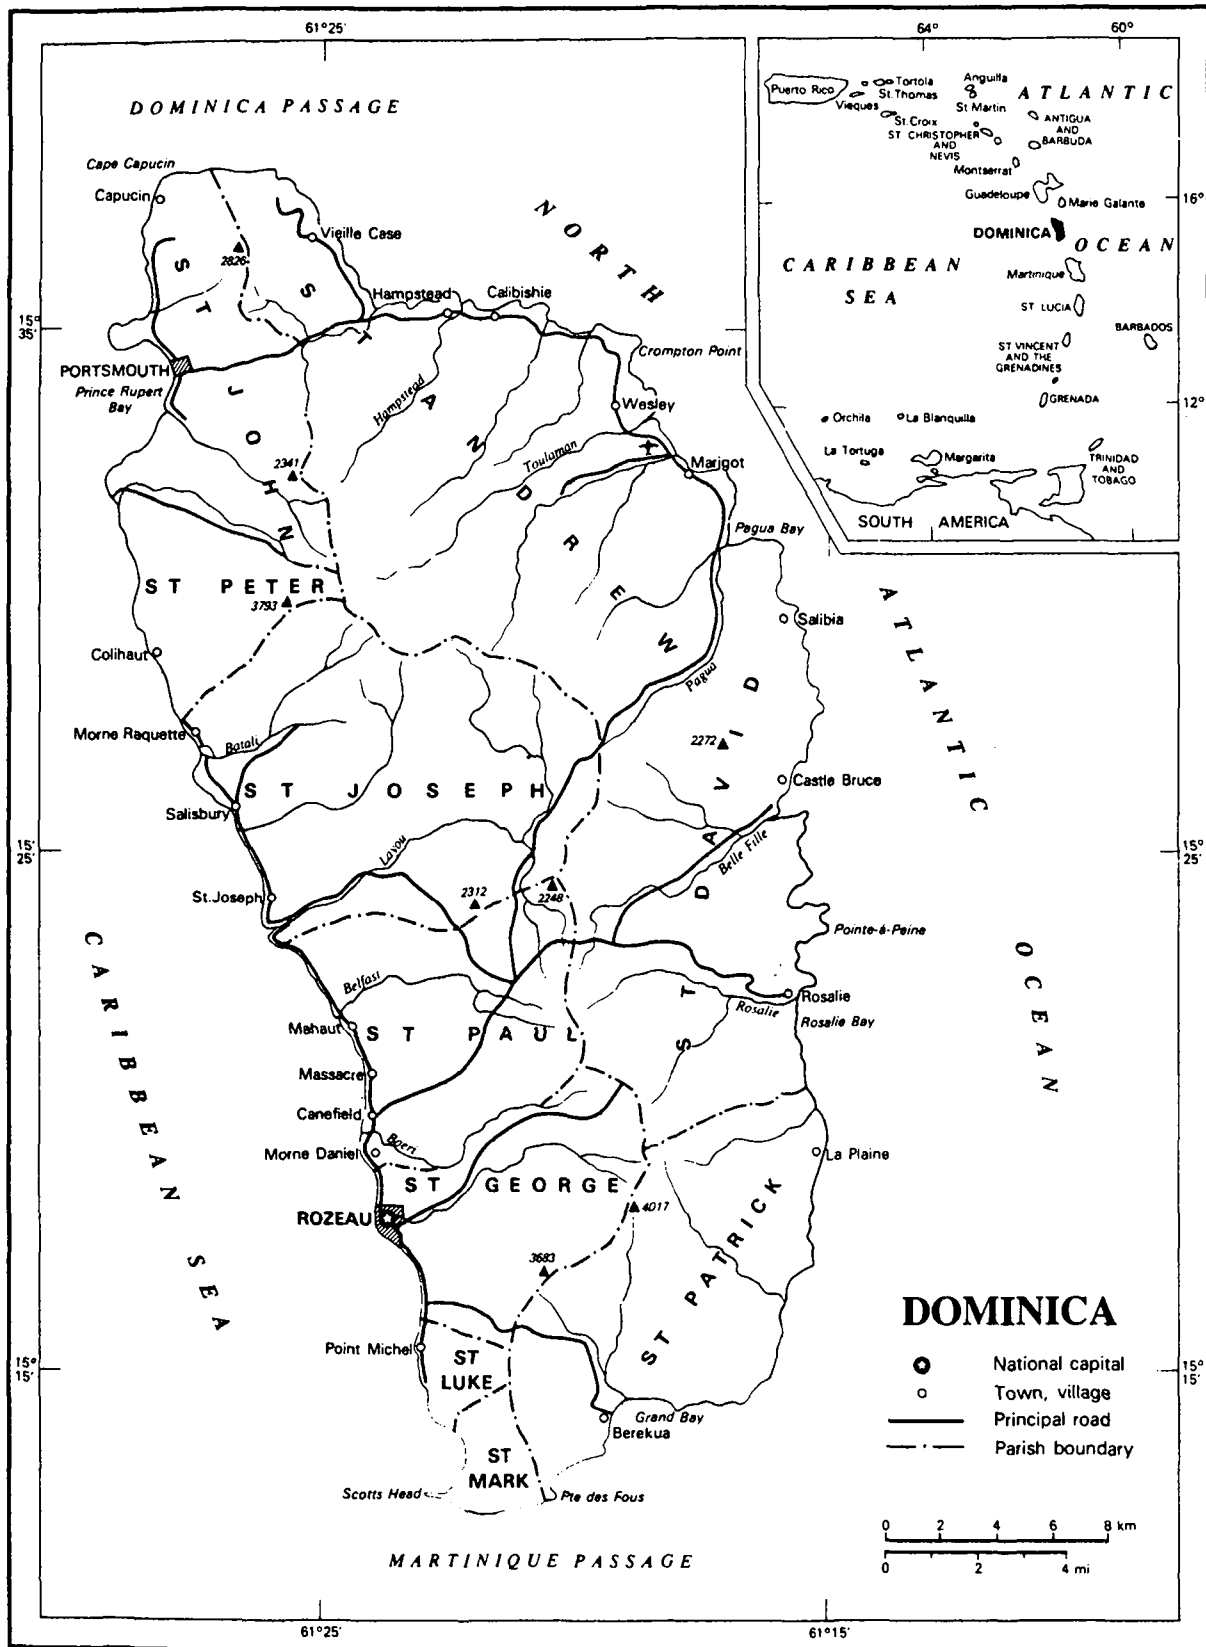 61°25'
64°
60°
DOMINICA PASSAGE
Cape Capucin
Capucin
Vieille Case
2826
NORTH
ATLANTIC
OCEAN
Hampstead
Calibishie
15°
35'
PORTSMOUTH
Prince Rupert
Bay
Crompton Point
Hampstead
Wesley
Toulaman
Marigot
2341
ST JOHN
ST ANDREW
Pagua Bay
ST PETER
3793
Salibia
Colihaut
Pagua
Morne Raquette
Batali
2272
ST JOSEPH
Castle Bruce
Salisbury
ST DAVID
Layou
Belle Fille
15°
25'
15°
25'
2312
2248
St.Joseph
Pointe-à-Peine
CARIBBEAN SEA
Belfast
Rosalie
Rosalie
Rosalie Bay
Mahaut
ST PAUL
Massacre
Canefield
Boeri
Morne Daniel
La Plaine
ST GEORGE
ROZEAU
4017
3683
ST PATRICK
Point Michel
ST
LUKE
15°
15'
15°
15'
Grand Bay
Berekua
ST
MARK
Scotts Head
Pte des Fous
MARTINIQUE PASSAGE
61°25'
61°15'
Puerto Rico
Tortola
St.Thomas
Vieques
St.Croix
Anguilla
St Martin
ATLANTIC
ST CHRISTOPHER
AND
NEVIS
ANTIGUA
AND
BARBUDA
Montserrat
Guadeloupe
Marie Galante
16°
DOMINICA
OCEAN
CARIBBEAN
SEA
Martinique
ST LUCIA
BARBADOS
ST VINCENT
AND THE
GRENADINES
GRENADA
12°
Orchila
La Blanquilla
La Tortuga
Margarita
TRINIDAD
AND
TOBAGO
SOUTH AMERICA
DOMINICA
National capital
Town, village
Principal road
Parish boundary
0 2 4 6 8 km
0 2 4 mi